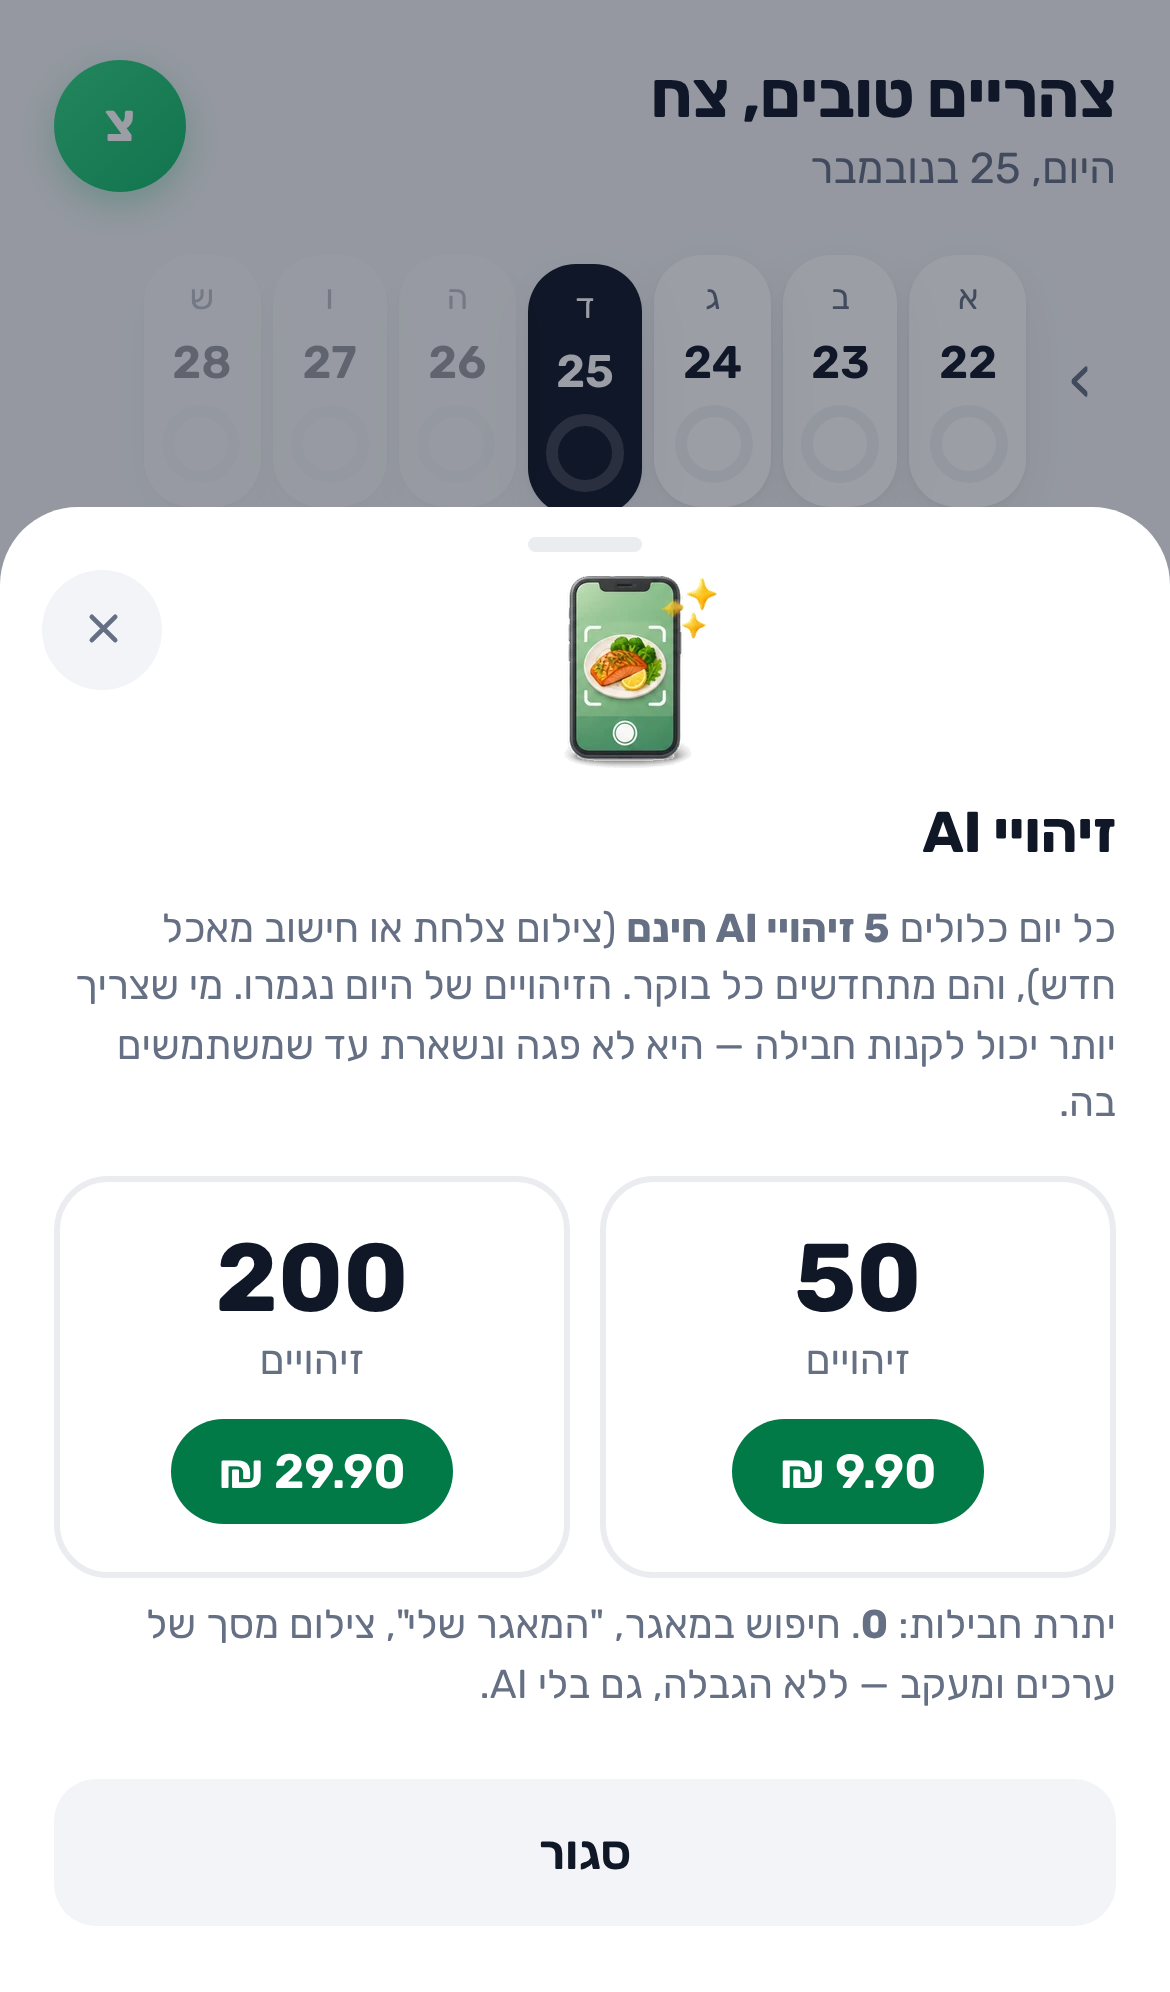 צהריים טובים, צח
היום, 25 בנובמבר
צ
א ב ג ד ה ו ש
22 23 24 25 26 27 28
זיהויי AI
כל יום כלולים 5 זיהויי AI חינם (צילום צלחת או חישוב מאכל
חדש), והם מתחדשים כל בוקר. הזיהויים של היום נגמרו. מי שצריך
יותר יכול לקנות חבילה — היא לא פגה ונשארת עד שמשתמשים
בה.
50
זיהויים
9.90 ₪
200
זיהויים
29.90 ₪
יתרת חבילות: 0. חיפוש במאגר, "המאגר שלי", צילום מסך של
ערכים ומעקב — ללא הגבלה, גם בלי AI.
סגור